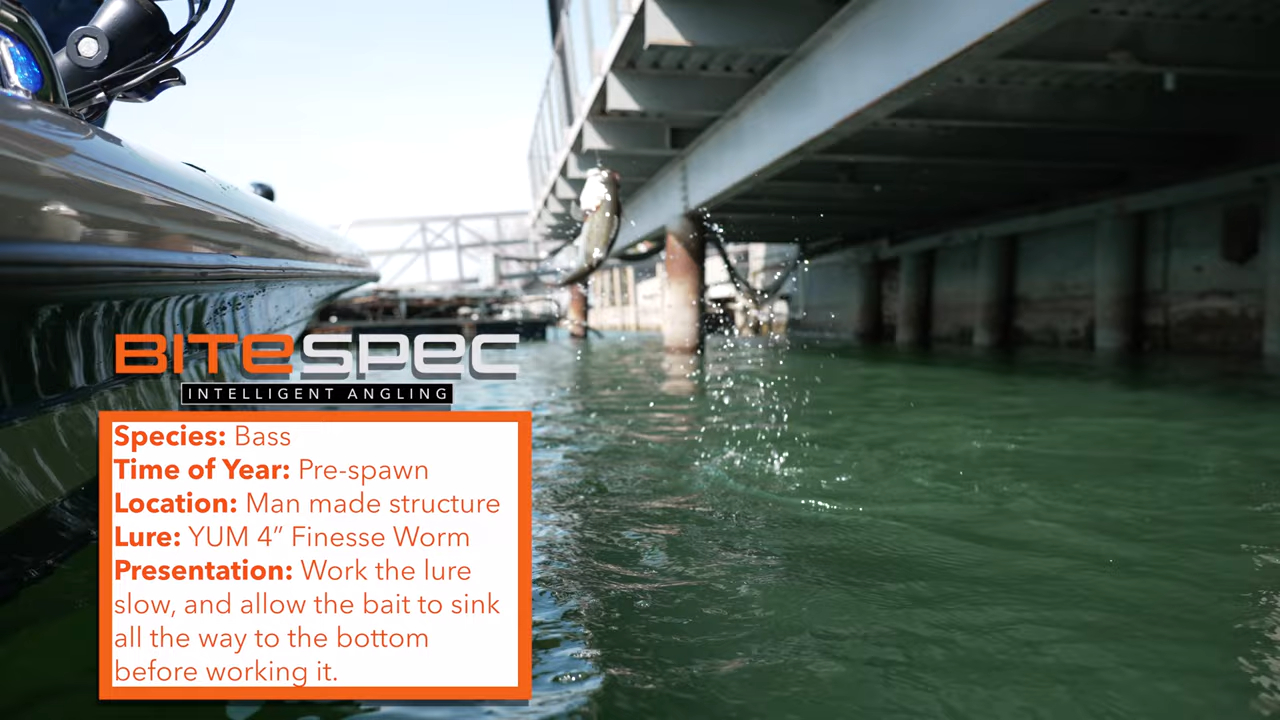 BITESPEC
INTELLIGENT ANGLING
Species: Bass
Time of Year: Pre-spawn
Location: Man made structure
Lure: YUM 4” Finesse Worm
Presentation: Work the lure
slow, and allow the bait to sink
all the way to the bottom
before working it.